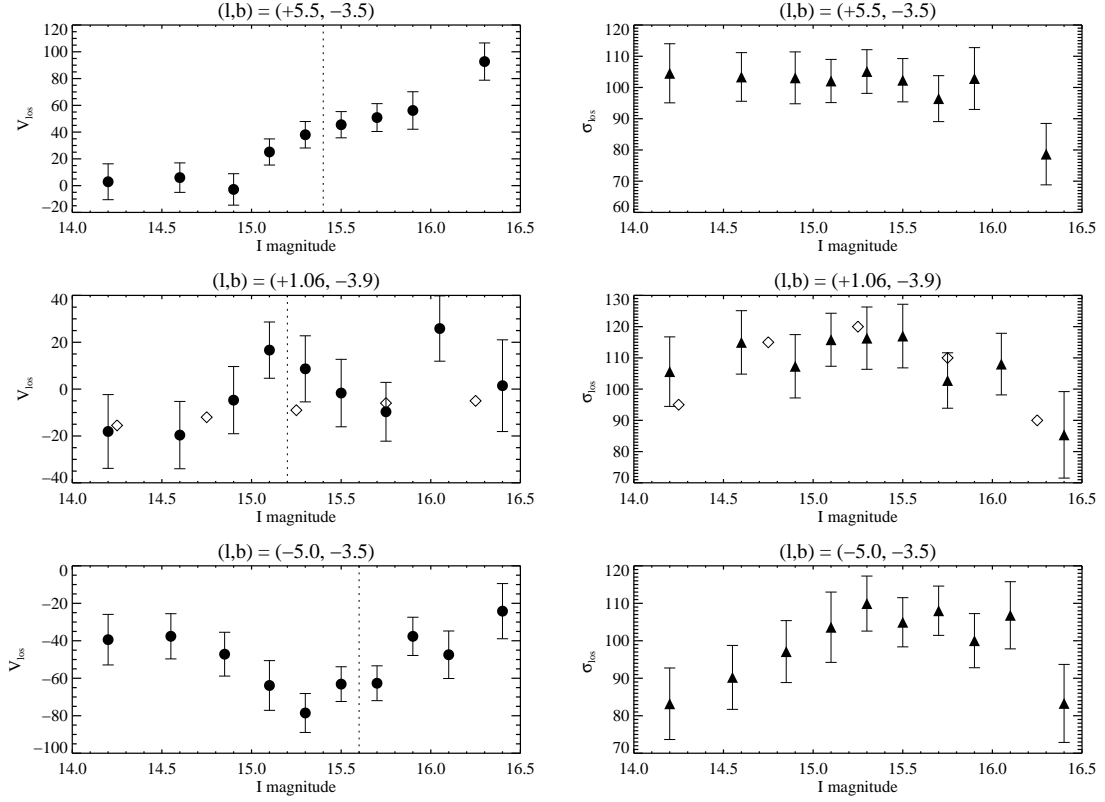 (l,b) = (+5.5, −3.5)
120
100
80
60
40
20
0
−20
V_los
14.0 14.5 15.0 15.5 16.0 16.5
I magnitude
(l,b) = (+5.5, −3.5)
120
110
100
90
80
70
60
σ_los
14.0 14.5 15.0 15.5 16.0 16.5
I magnitude
(l,b) = (+1.06, −3.9)
40
20
0
−20
−40
V_los
14.0 14.5 15.0 15.5 16.0 16.5
I magnitude
(l,b) = (+1.06, −3.9)
130
120
110
100
90
80
70
σ_los
14.0 14.5 15.0 15.5 16.0 16.5
I magnitude
(l,b) = (−5.0, −3.5)
0
−20
−40
−60
−80
−100
V_los
14.0 14.5 15.0 15.5 16.0 16.5
I magnitude
(l,b) = (−5.0, −3.5)
120
110
100
90
80
70
σ_los
14.0 14.5 15.0 15.5 16.0 16.5
I magnitude